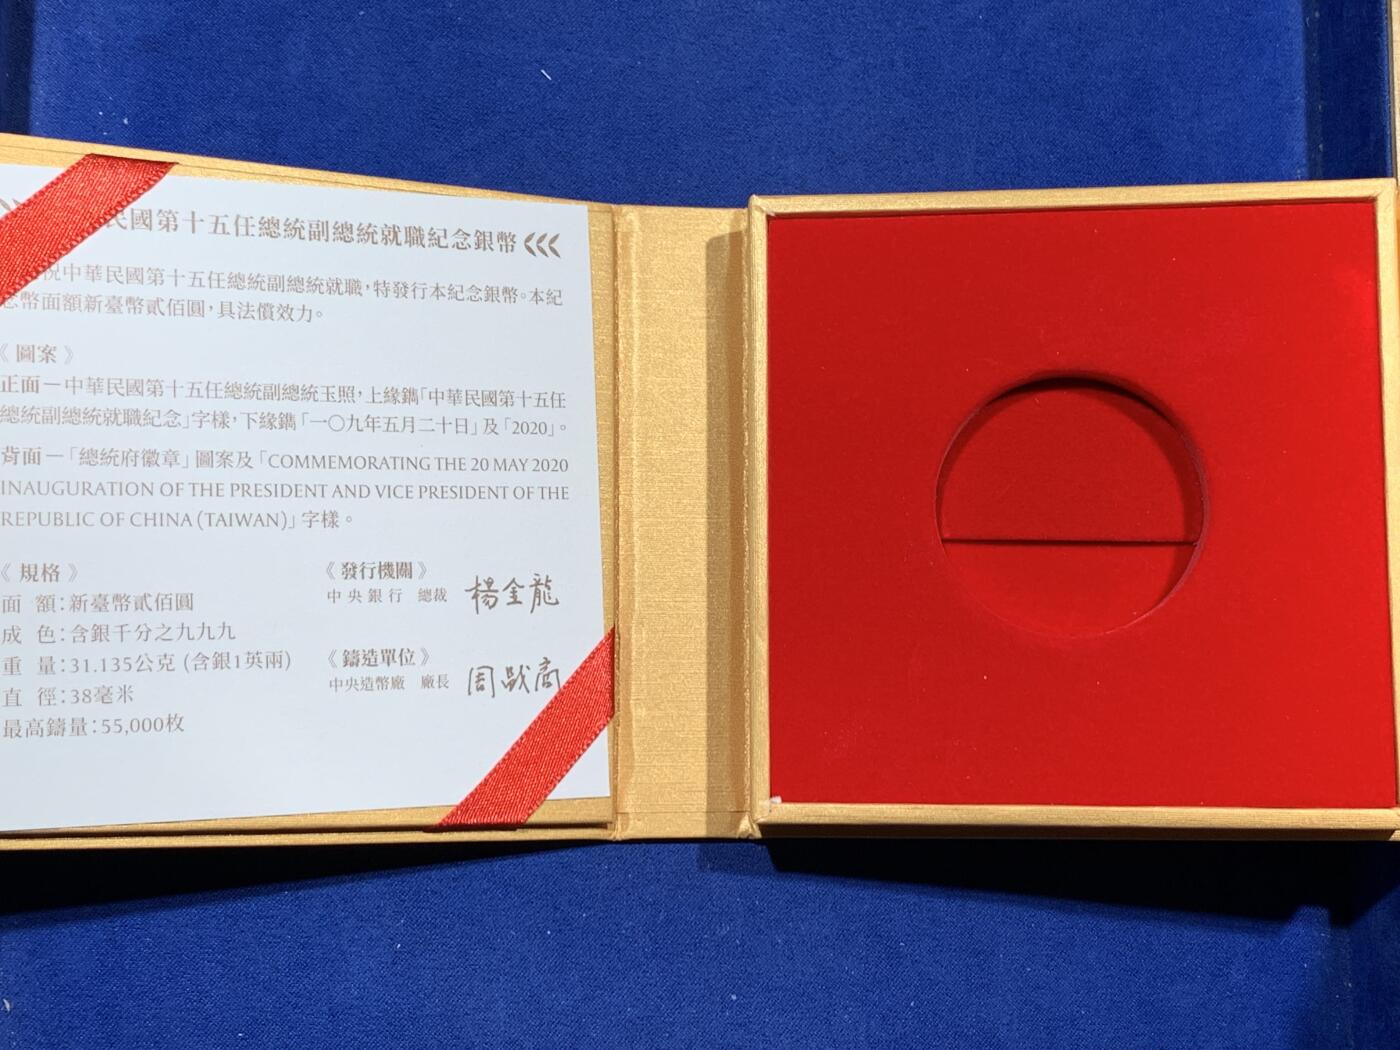 民國第十五任總統副總統就職紀念銀幣
祝中華民國第十五任總統副總統就職，特發行本紀念銀幣。本紀
念幣面額新臺幣貳佰圓，具法償效力。
《圖案》
正面－中華民國第十五任總統副總統玉照，上緣鐫「中華民國第十五任
總統副總統就職紀念」字樣，下緣鐫「一〇九年五月二十日」及「2020」。
背面－「總統府徽章」圖案及「COMMEMORATING THE 20 MAY 2020
INAUGURATION OF THE PRESIDENT AND VICE PRESIDENT OF THE
REPUBLIC OF CHINA (TAIWAN)」字樣。
《規格》
面 額：新臺幣貳佰圓
成 色：含銀千分之九九九
重 量：31.135公克 (含銀1英兩)
直 徑：38毫米
最高鑄量：55,000枚
《發行機關》
中央銀行 總裁 楊金龍
《鑄造單位》
中央造幣廠 廠長